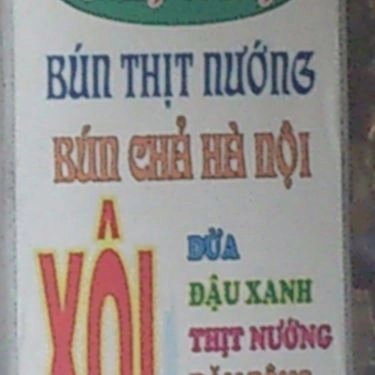 BÚN THỊT NƯỚNG
BÚN CHẢ HÀ NỘI
XÔI
DỪA
ĐẬU XANH
THỊT NƯỚNG